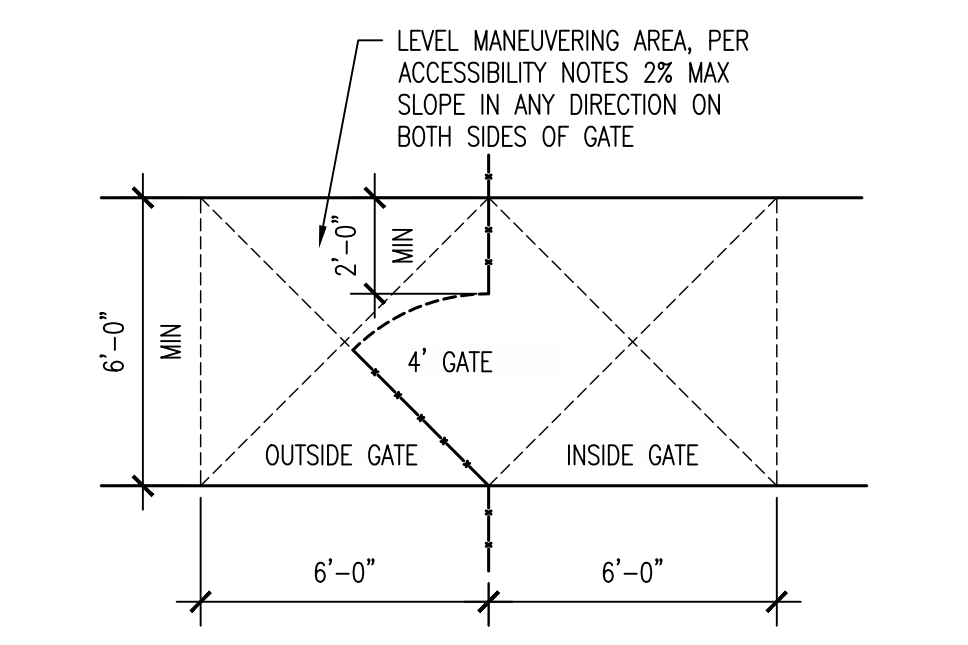 LEVEL MANEUVERING AREA, PER
ACCESSIBILITY NOTES 2% MAX
SLOPE IN ANY DIRECTION ON
BOTH SIDES OF GATE
2'-0"
MIN
6'-0"
MIN
4' GATE
OUTSIDE GATE
INSIDE GATE
6'-0"
6'-0"